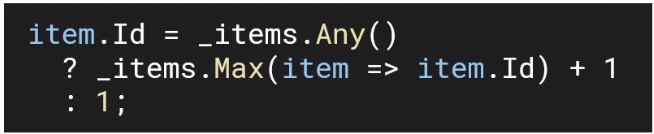 item.Id = _items.Any()
? _items.Max(item => item.Id) + 1
: 1;